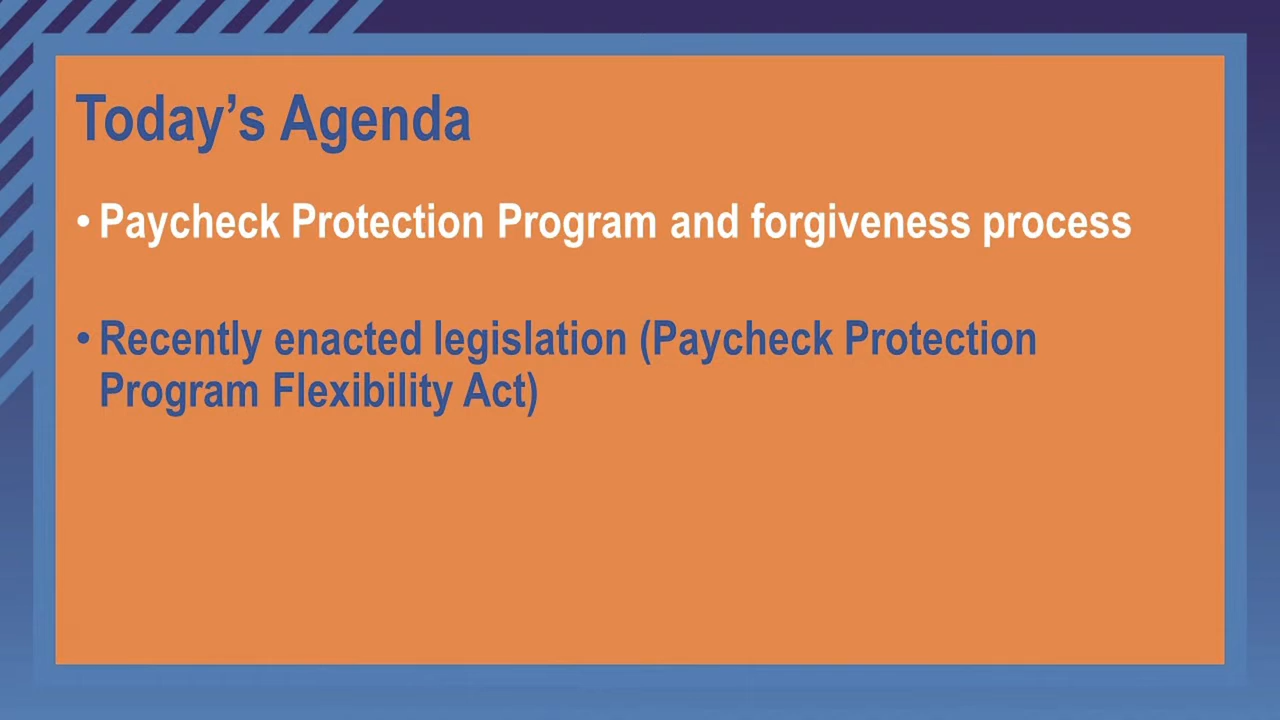 Today’s Agenda
• Paycheck Protection Program and forgiveness process
• Recently enacted legislation (Paycheck Protection
Program Flexibility Act)